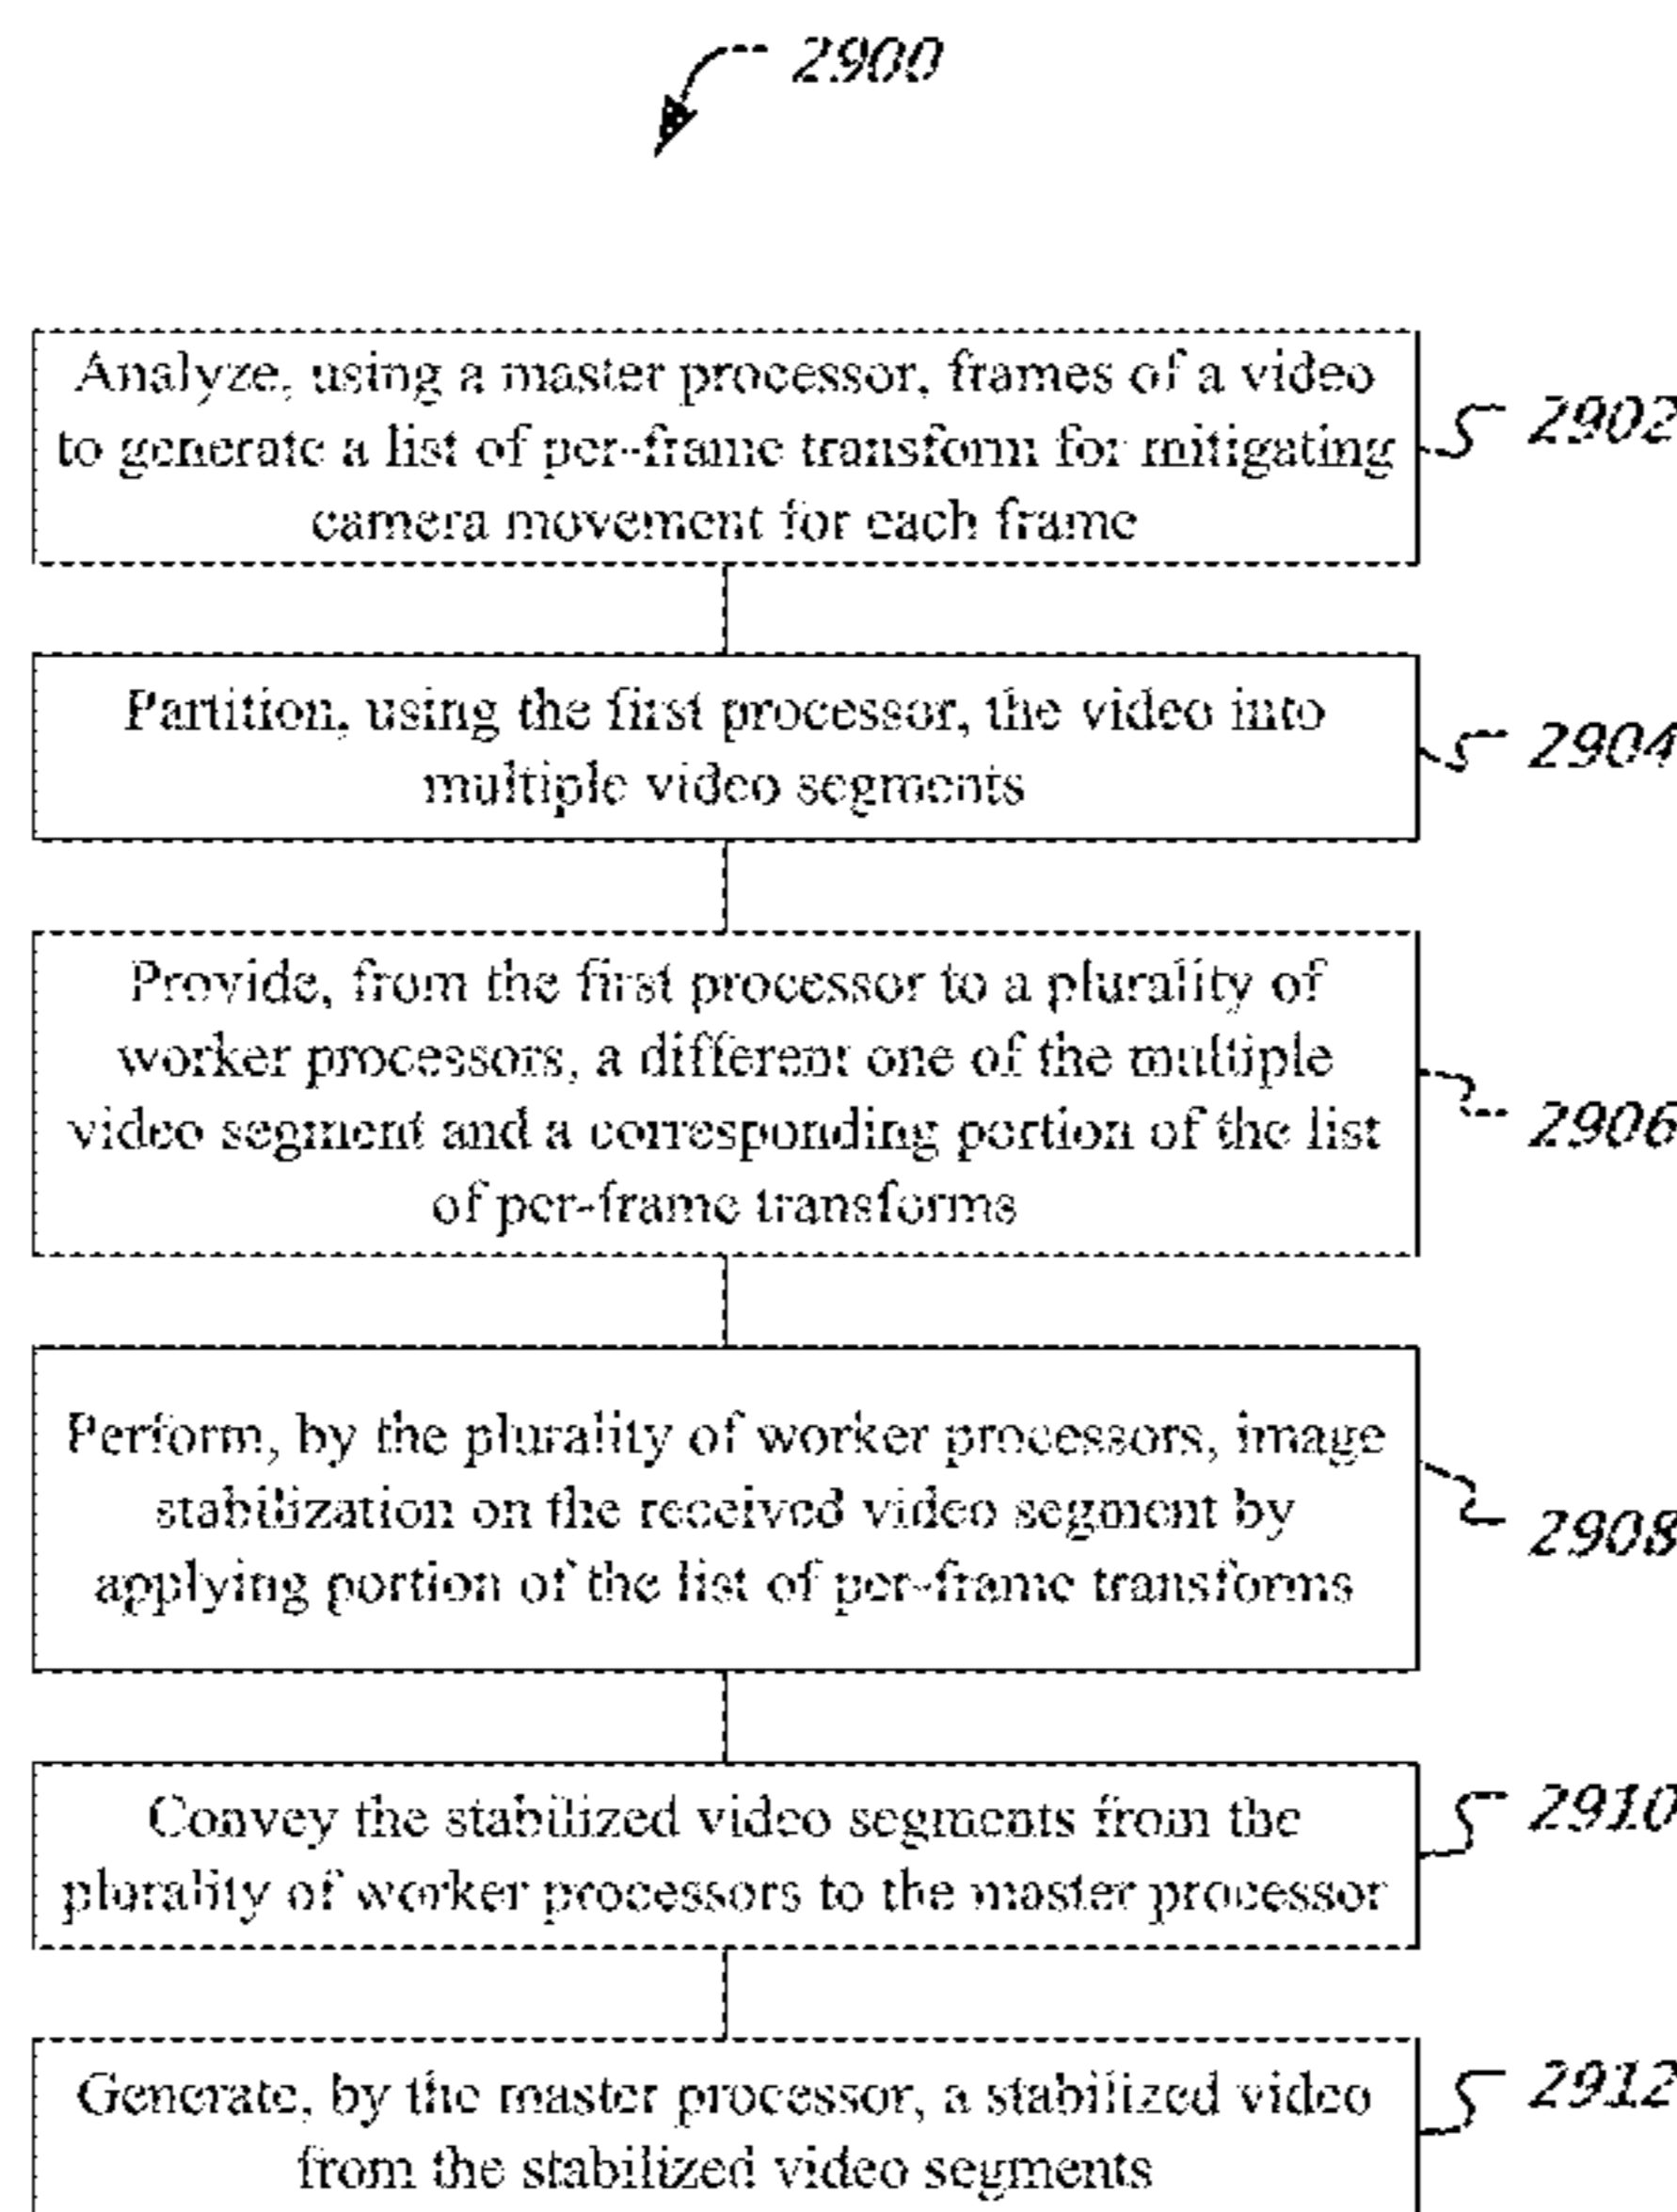 2900
Analyze, using a master processor, frames of a video
to generate a list of per-frame transform for mitigating
camera movement for each frame
2902
Partition, using the first processor, the video into
multiple video segments
2904
Provide, from the first processor to a plurality of
worker processors, a different one of the multiple
video segment and a corresponding portion of the list
of per-frame transforms
2906
Perform, by the plurality of worker processors, image
stabilization on the received video segment by
applying portion of the list of per-frame transforms
2908
Convey the stabilized video segments from the
plurality of worker processors to the master processor
2910
Generate, by the master processor, a stabilized video
from the stabilized video segments
2912